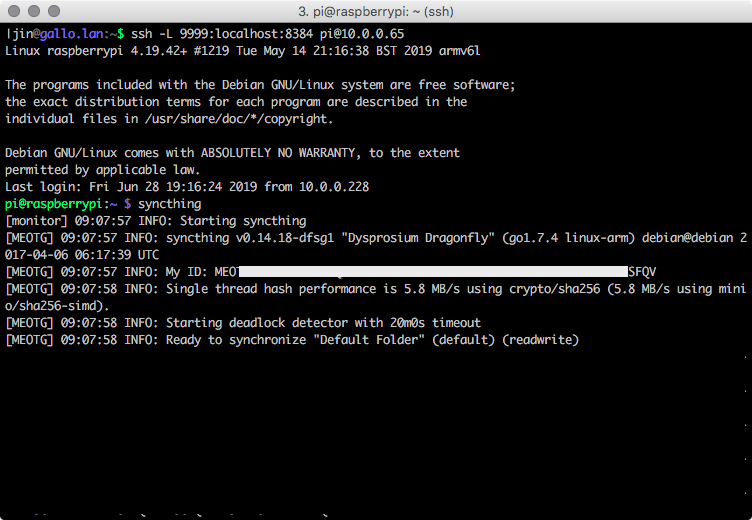 3. pi@raspberrypi: ~ (ssh)
jin@gallo.lan:~$ ssh -L 9999:localhost:8384 pi@10.0.0.65
Linux raspberrypi 4.19.42+ #1219 Tue May 14 21:16:38 BST 2019 armv6l
The programs included with the Debian GNU/Linux system are free software;
the exact distribution terms for each program are described in the
individual files in /usr/share/doc/*/copyright.
Debian GNU/Linux comes with ABSOLUTELY NO WARRANTY, to the extent
permitted by applicable law.
Last login: Fri Jun 28 19:16:24 2019 from 10.0.0.228
pi@raspberrypi:~ $ syncthing
[monitor] 09:07:57 INFO: Starting syncthing
[MEOTG] 09:07:57 INFO: syncthing v0.14.18-dfsg1 "Dysprosium Dragonfly" (go1.7.4 linux-arm) debian@debian 2
017-04-06 06:17:39 UTC
[MEOTG] 09:07:57 INFO: My ID: MEOT SFQV
[MEOTG] 09:07:58 INFO: Single thread hash performance is 5.8 MB/s using crypto/sha256 (5.8 MB/s using mini
o/sha256-simd).
[MEOTG] 09:07:58 INFO: Starting deadlock detector with 20m0s timeout
[MEOTG] 09:07:58 INFO: Ready to synchronize "Default Folder" (default) (readwrite)